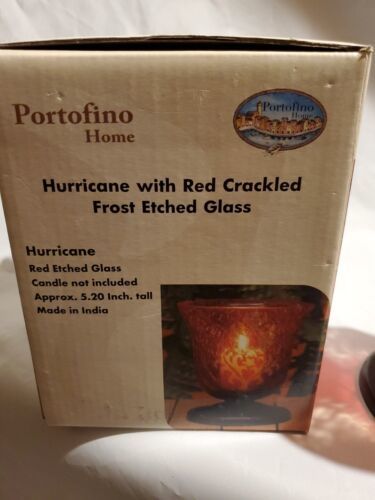 Portofino
Home
Portofino
Home
Hurricane with Red Crackled
Frost Etched Glass
Hurricane
Red Etched Glass
Candle not included
Approx. 5.20 Inch. tall
Made in India